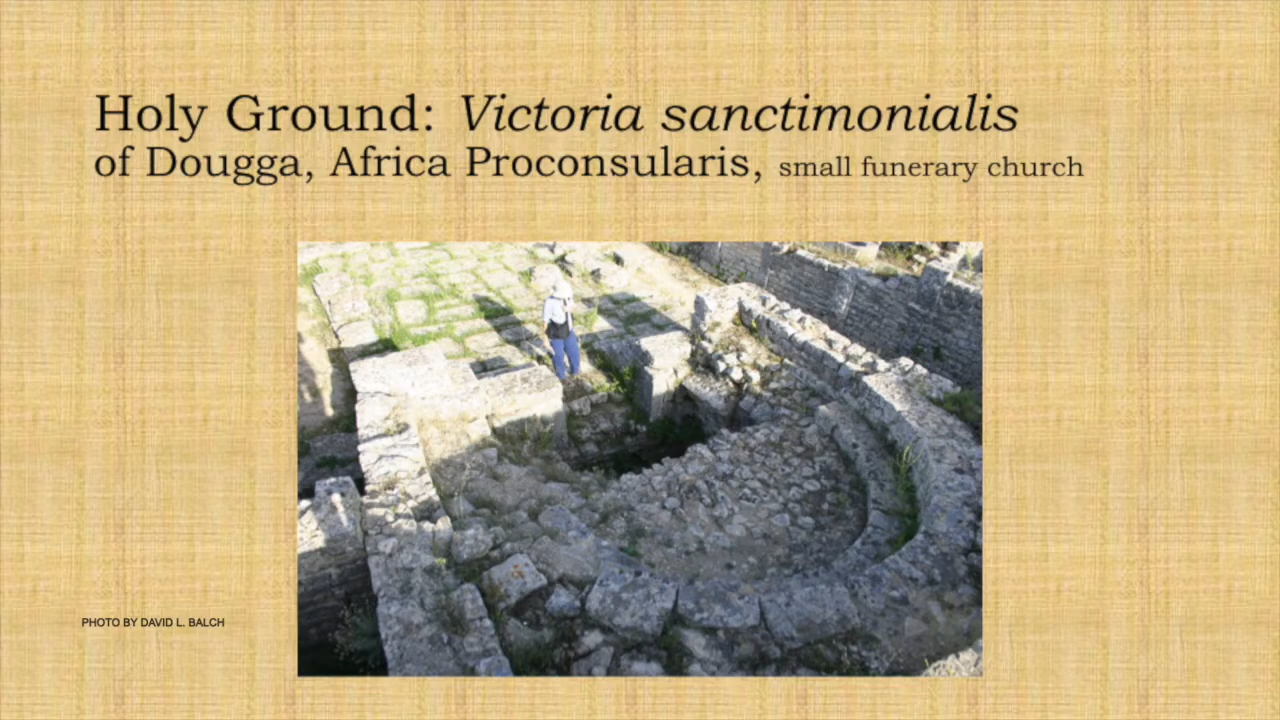 Holy Ground: Victoria sanctimonialis
of Dougga, Africa Proconsularis, small funerary church
PHOTO BY DAVID L. BALCH